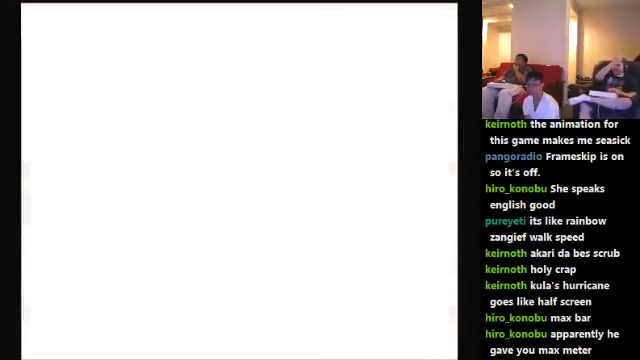 keirnoth the animation for
this game makes me seasick
pangoradio Frameskip is on
so it's off.
hiro_konobu She speaks
english good
pureyeti its like rainbow
zangief walk speed
keirnoth akari da bes scrub
keirnoth holy crap
keirnoth kula's hurricane
goes like half screen
hiro_konobu max bar
hiro_konobu apparently he
gave you max meter